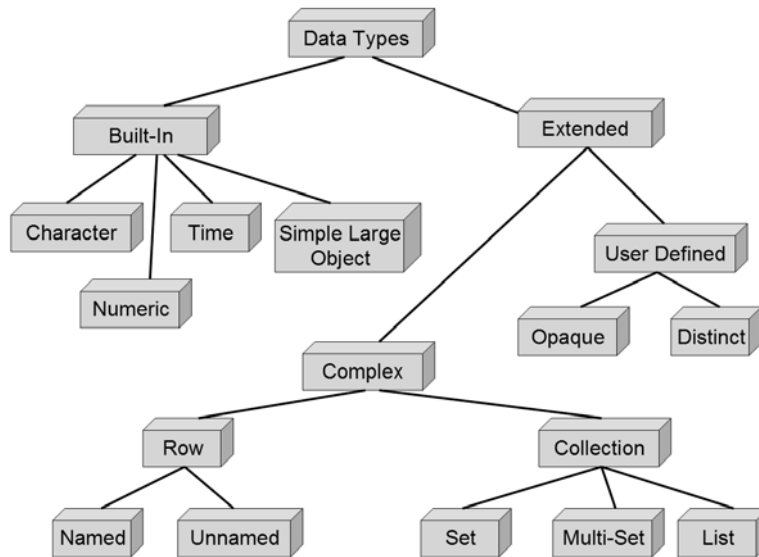 Data Types
Built-In
Extended
Character
Time
Simple Large
Object
User Defined
Numeric
Opaque
Distinct
Complex
Row
Collection
Named
Unnamed
Set
Multi-Set
List